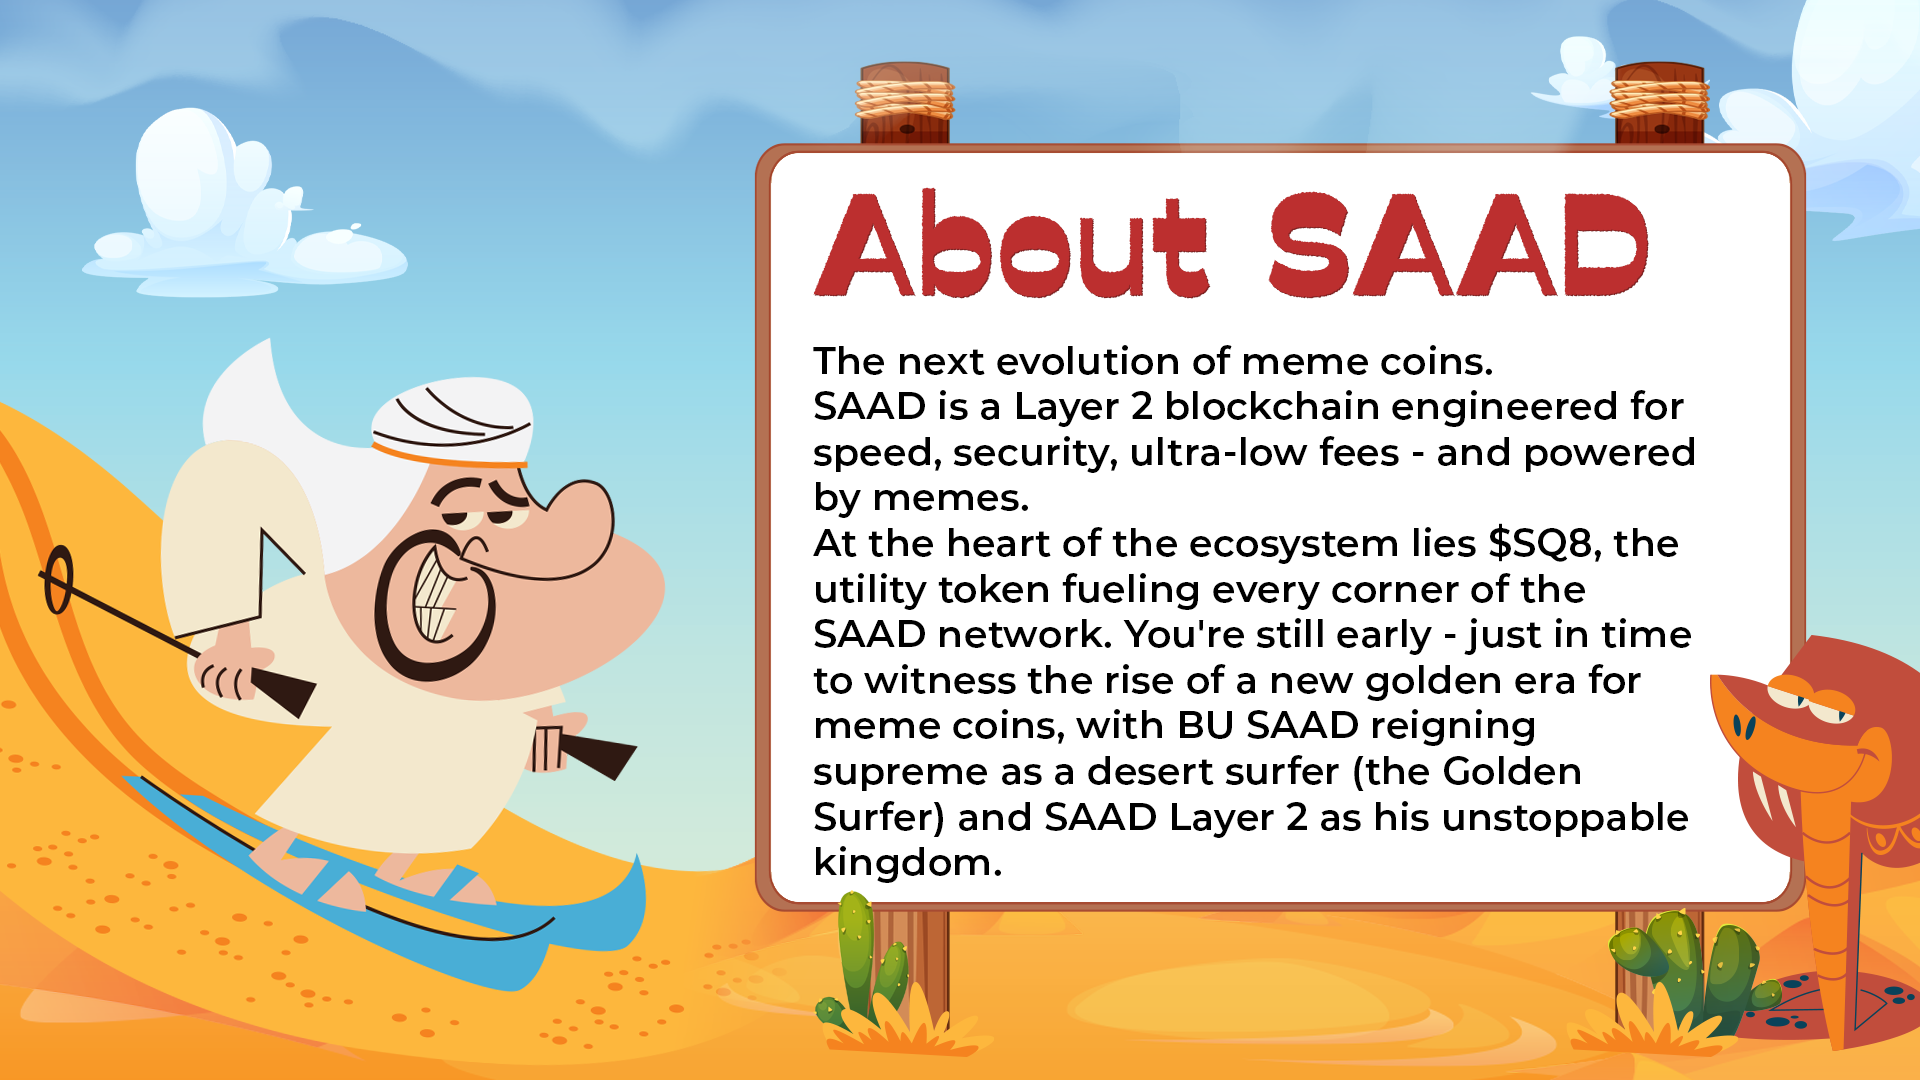 About SAAD
The next evolution of meme coins.
SAAD is a Layer 2 blockchain engineered for
speed, security, ultra-low fees - and powered
by memes.
At the heart of the ecosystem lies $SQ8, the
utility token fueling every corner of the
SAAD network. You're still early - just in time
to witness the rise of a new golden era for
meme coins, with BU SAAD reigning
supreme as a desert surfer (the Golden
Surfer) and SAAD Layer 2 as his unstoppable
kingdom.